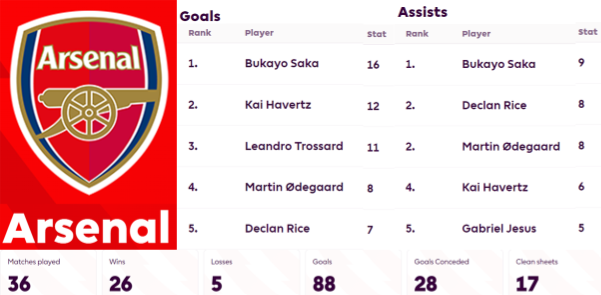 Arsenal
Arsenal
Goals
Rank Player Stat
1. Bukayo Saka 16
2. Kai Havertz 12
3. Leandro Trossard 11
4. Martin Ødegaard 8
5. Declan Rice 7
Assists
Rank Player Stat
1. Bukayo Saka 9
2. Declan Rice 8
2. Martin Ødegaard 8
4. Kai Havertz 6
5. Gabriel Jesus 5
Matches played Wins Losses Goals Goals Conceded Clean sheets
36 26 5 88 28 17